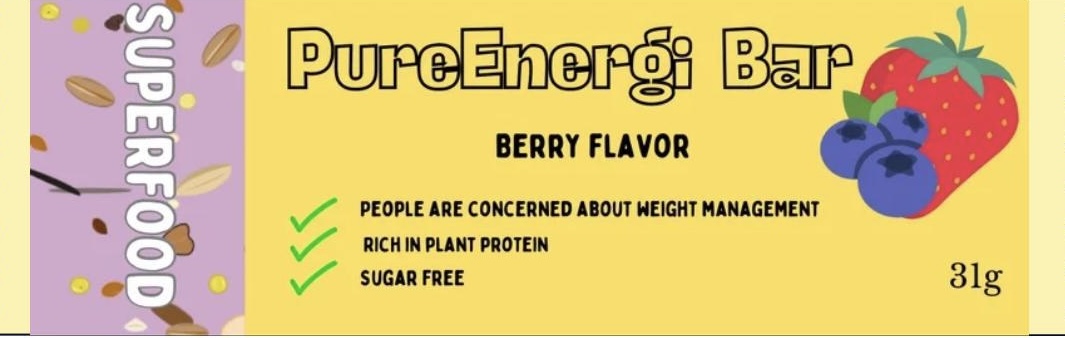 SUPERFOOD
PureEnergi Bar
BERRY FLAVOR
PEOPLE ARE CONCERNED ABOUT WEIGHT MANAGEMENT
RICH IN PLANT PROTEIN
SUGAR FREE
31g